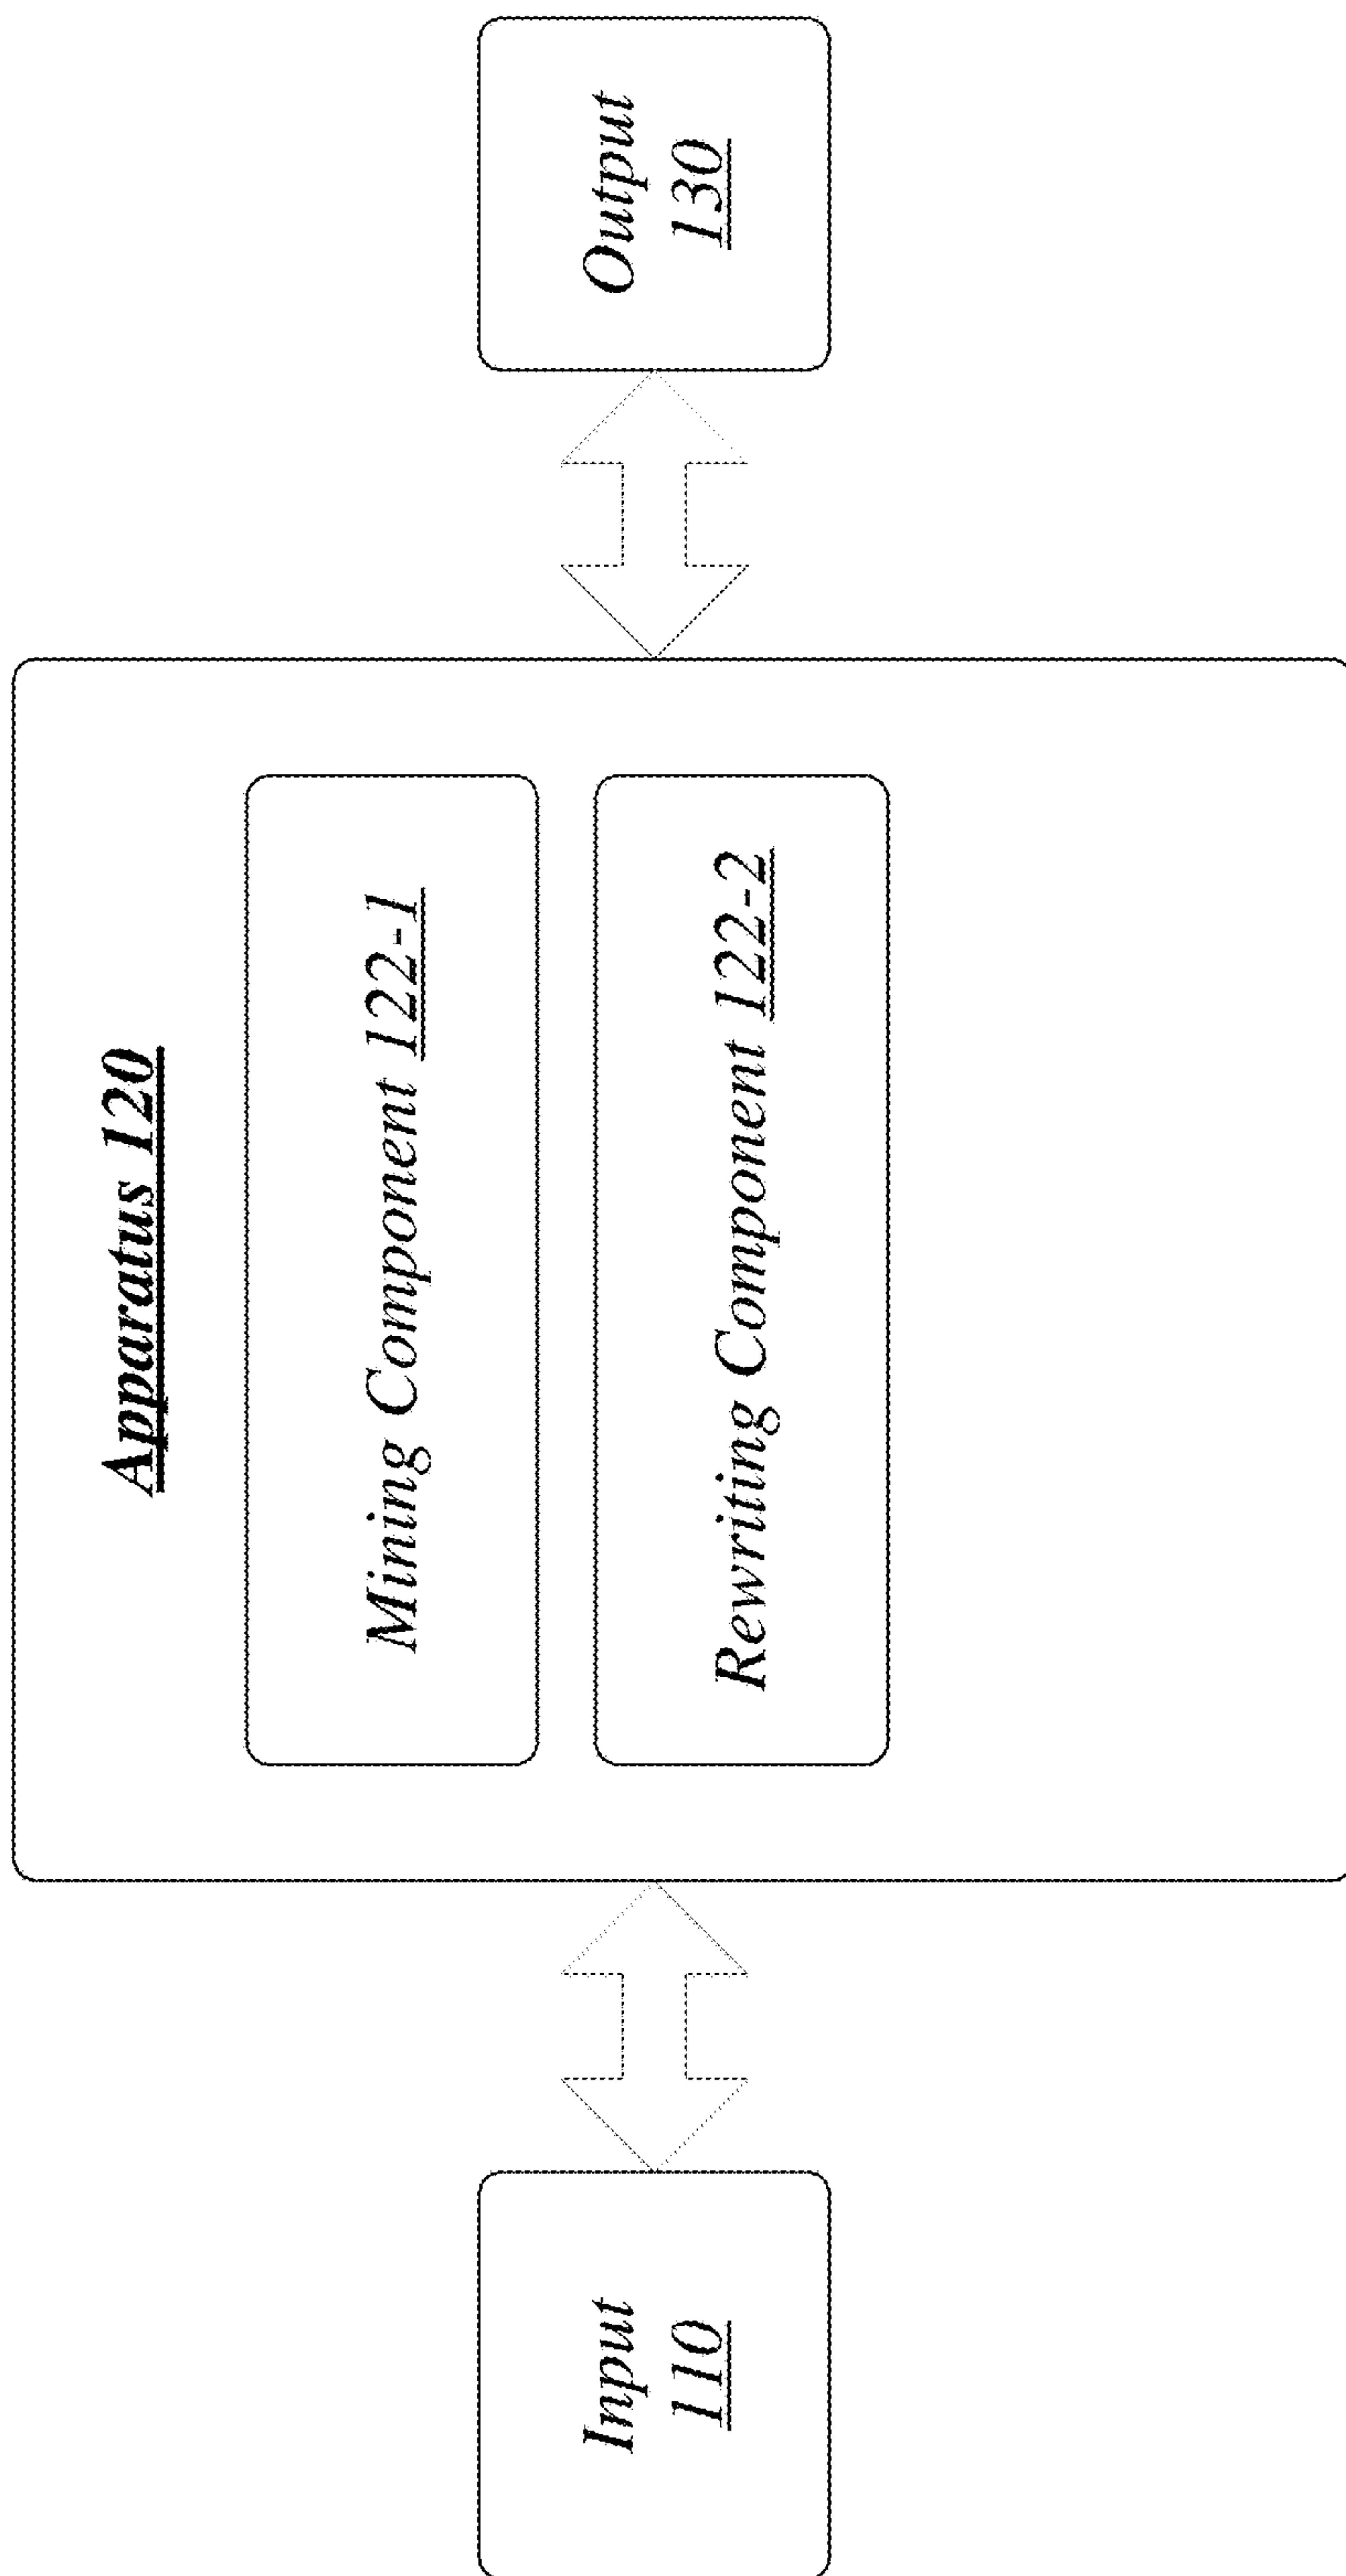 Apparatus 120
Mining Component 122-1
Rewriting Component 122-2
Input
110
Output
130